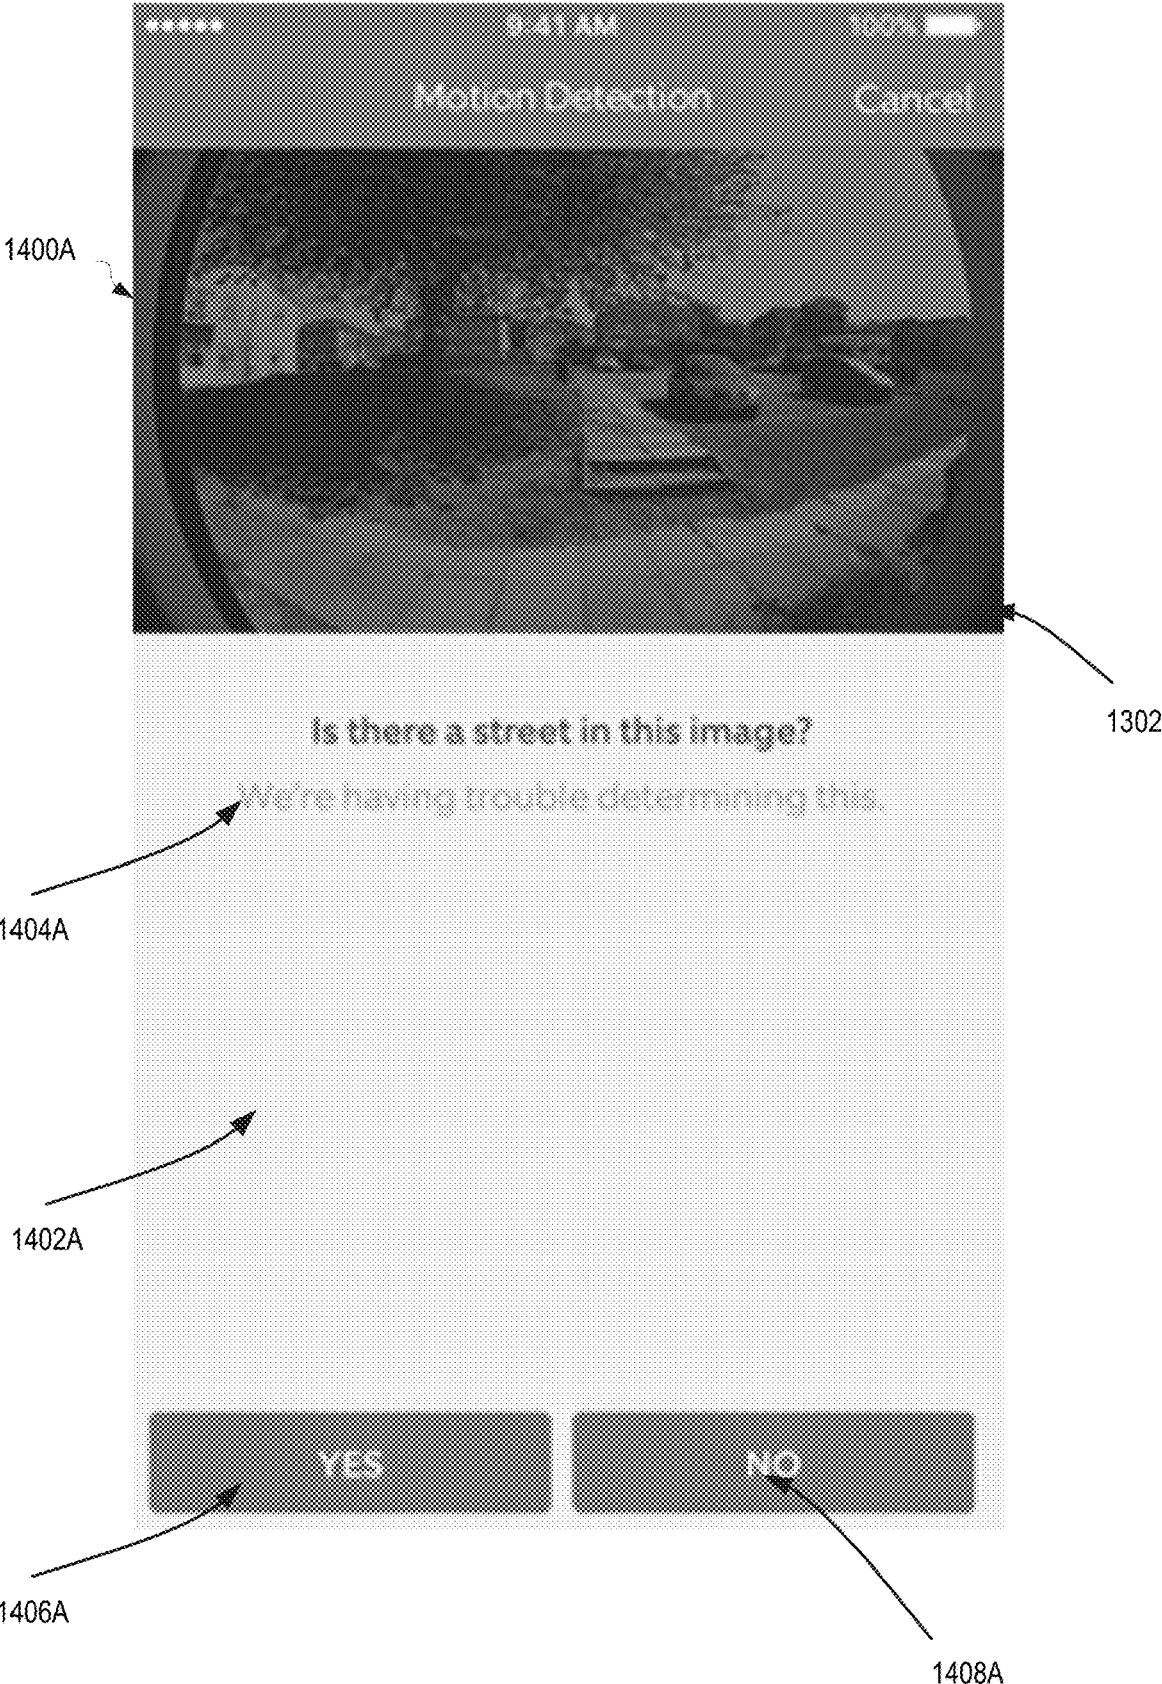 9:41 AM 100%
Motion Detection Cancel
1400A
1302
Is there a street in this image?
We're having trouble determining this.
1404A
1402A
YES NO
1406A
1408A